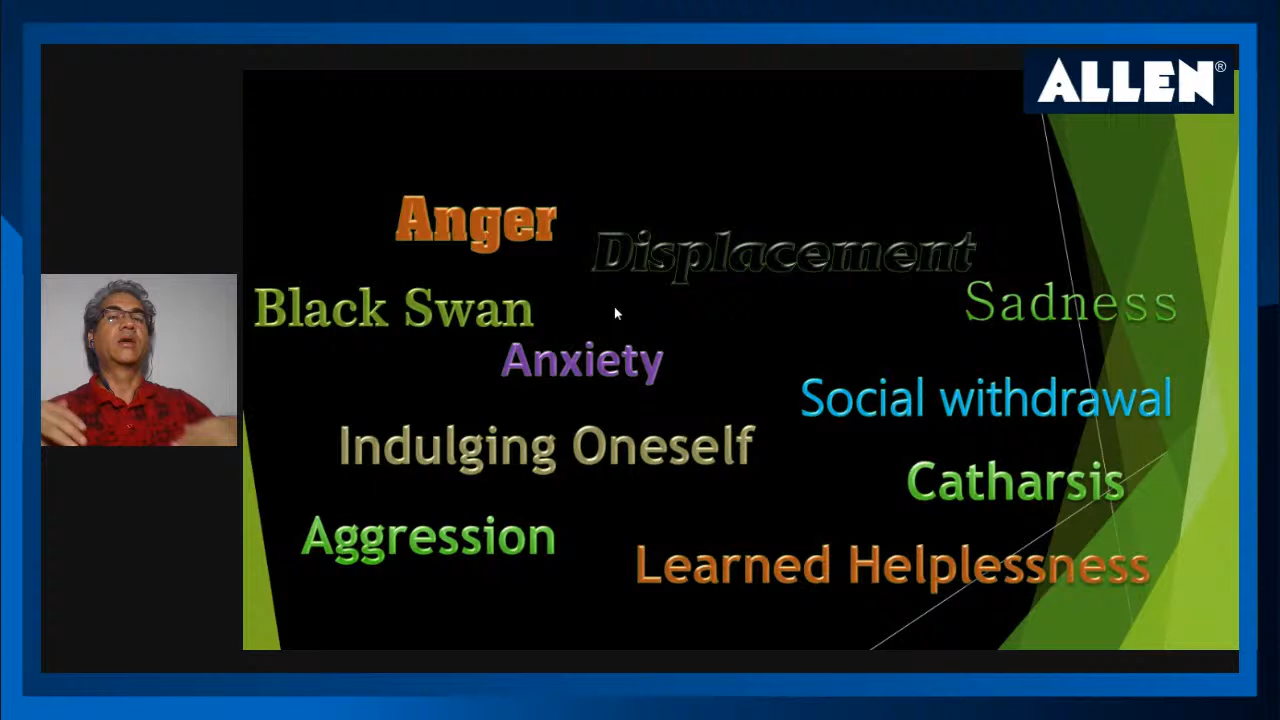 ALLEN®
Anger
Displacement
Black Swan
Sadness
Anxiety
Social withdrawal
Indulging Oneself
Catharsis
Aggression
Learned Helplessness